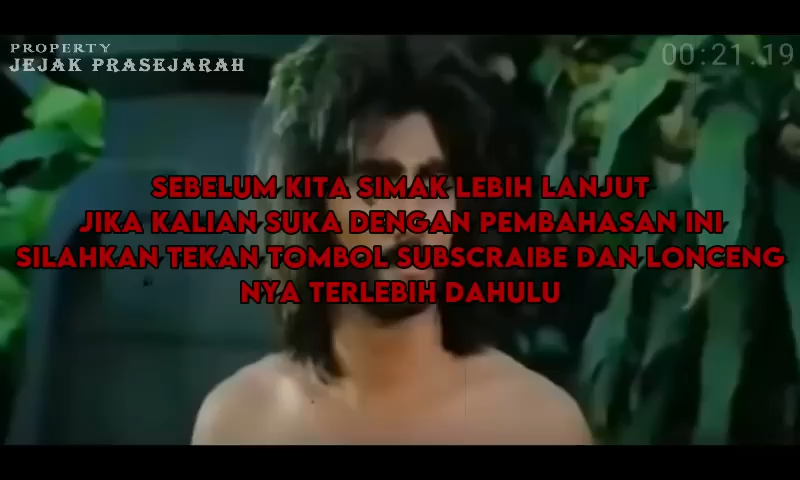 PROPERTY
JEJAK PRASEJARAH
00:21.19
SEBELUM KITA SIMAK LEBIH LANJUT
JIKA KALIAN SUKA DENGAN PEMBAHASAN INI
SILAHKAN TEKAN TOMBOL SUBSCRAIBE DAN LONCENG
NYA TERLEBIH DAHULU